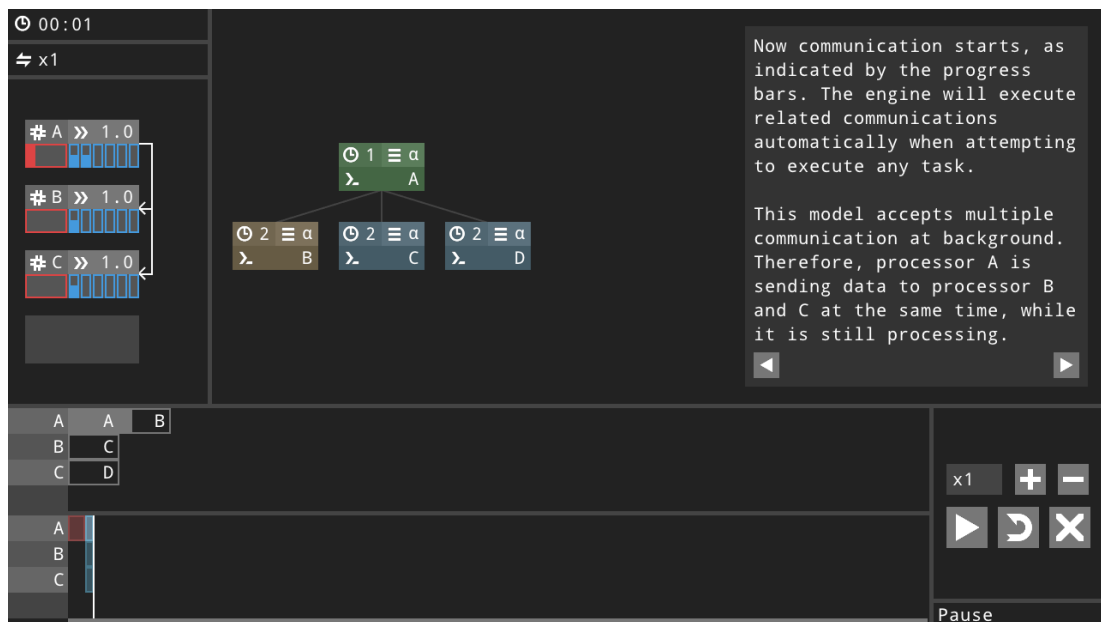 00:01
x1
A 1.0
B 1.0
C 1.0
1 α
A
2 α 2 α 2 α
B C D
Now communication starts, as
indicated by the progress
bars. The engine will execute
related communications
automatically when attempting
to execute any task.
This model accepts multiple
communication at background.
Therefore, processor A is
sending data to processor B
and C at the same time, while
it is still processing.
A A B
B C
C D
A
B
C
x1
Pause